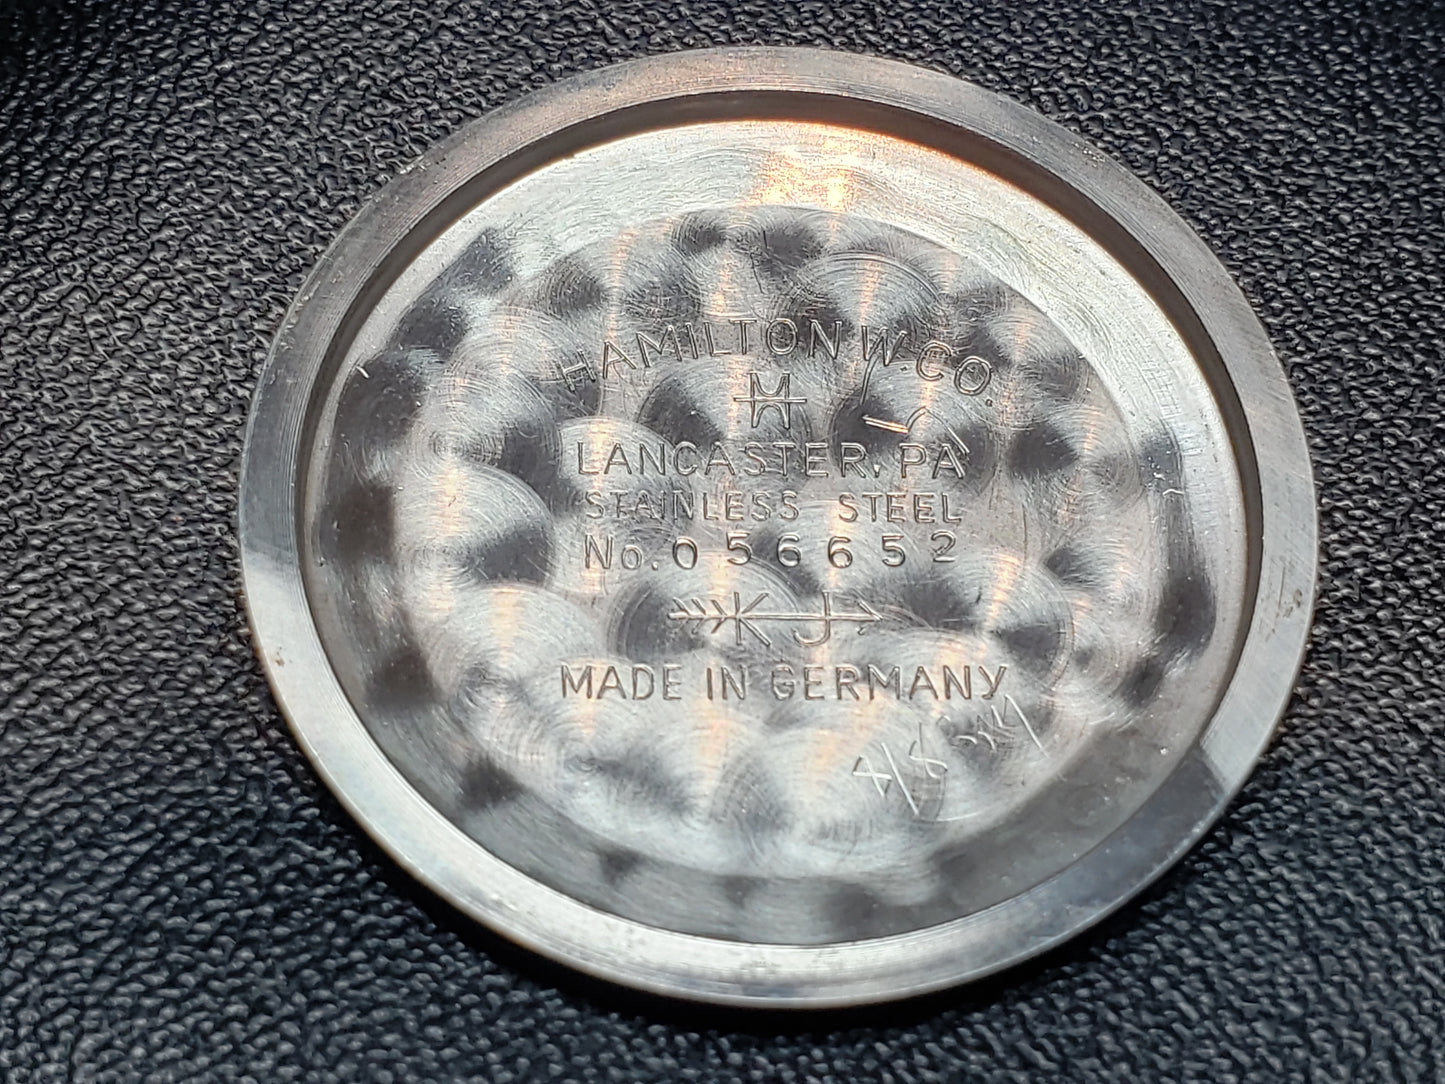 HAMILTON W. CO.
H
LANCASTER, PA
STAINLESS STEEL
No. 056652
K J
MADE IN GERMANY